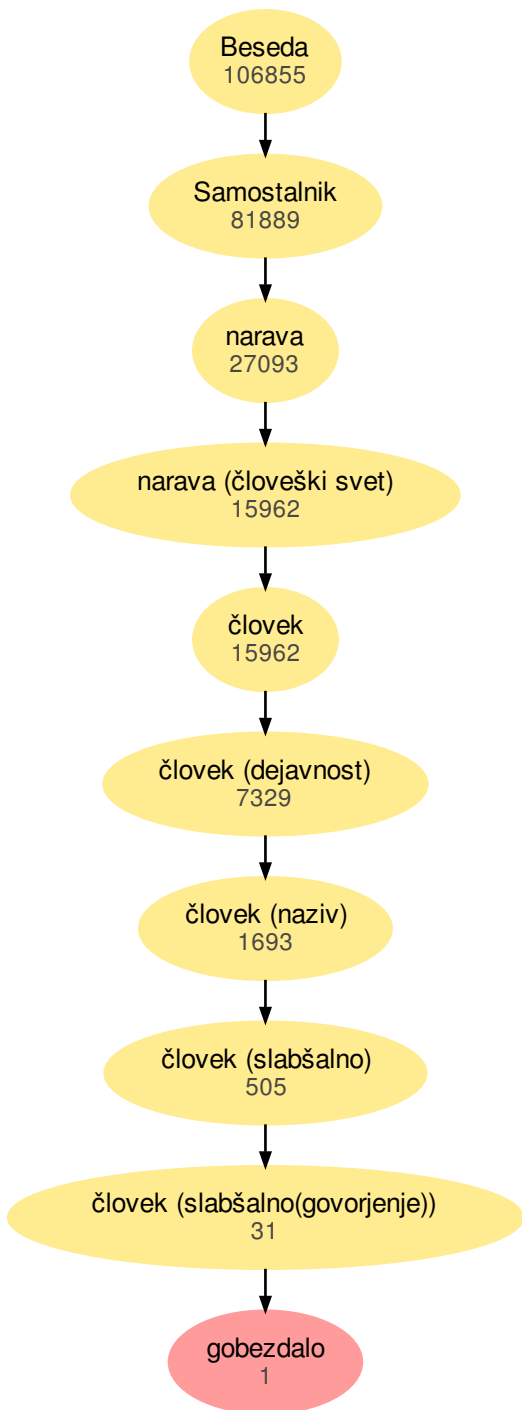 Beseda
106855
Samostalnik
81889
narava
27093
narava (človeški svet)
15962
človek
15962
človek (dejavnost)
7329
človek (naziv)
1693
človek (slabšalno)
505
človek (slabšalno(govorjenje))
31
gobezdalo
1